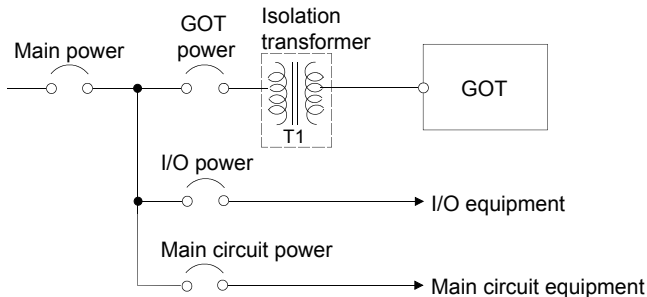 Main power
GOT
power
Isolation
transformer
GOT
T1
I/O power
I/O equipment
Main circuit power
Main circuit equipment